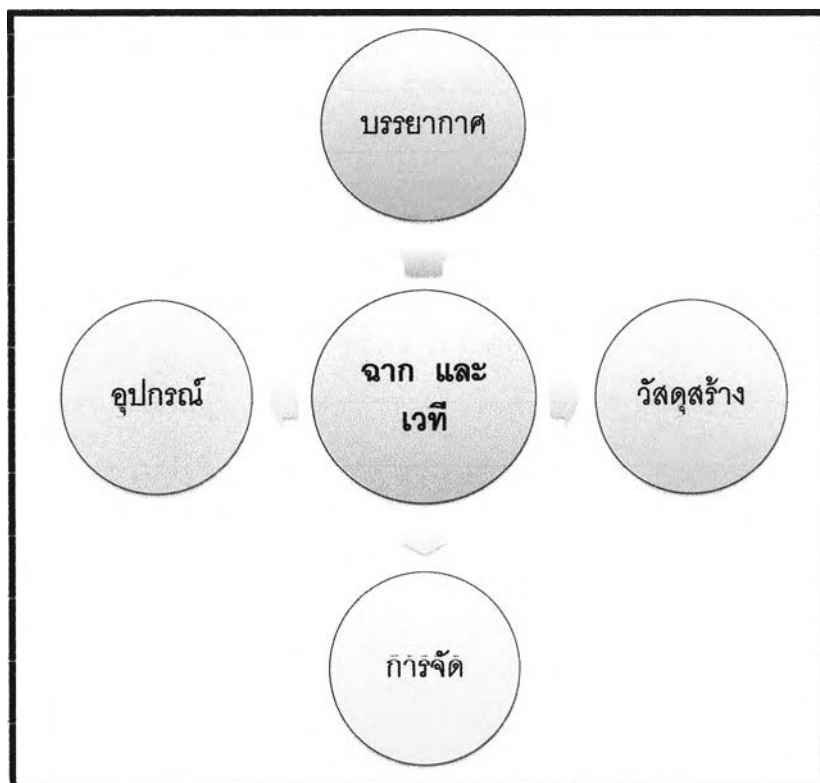 บรรยากาศ
อุปกรณ์
ฉาก และ
เวที
วัสดุสร้าง
การจัด